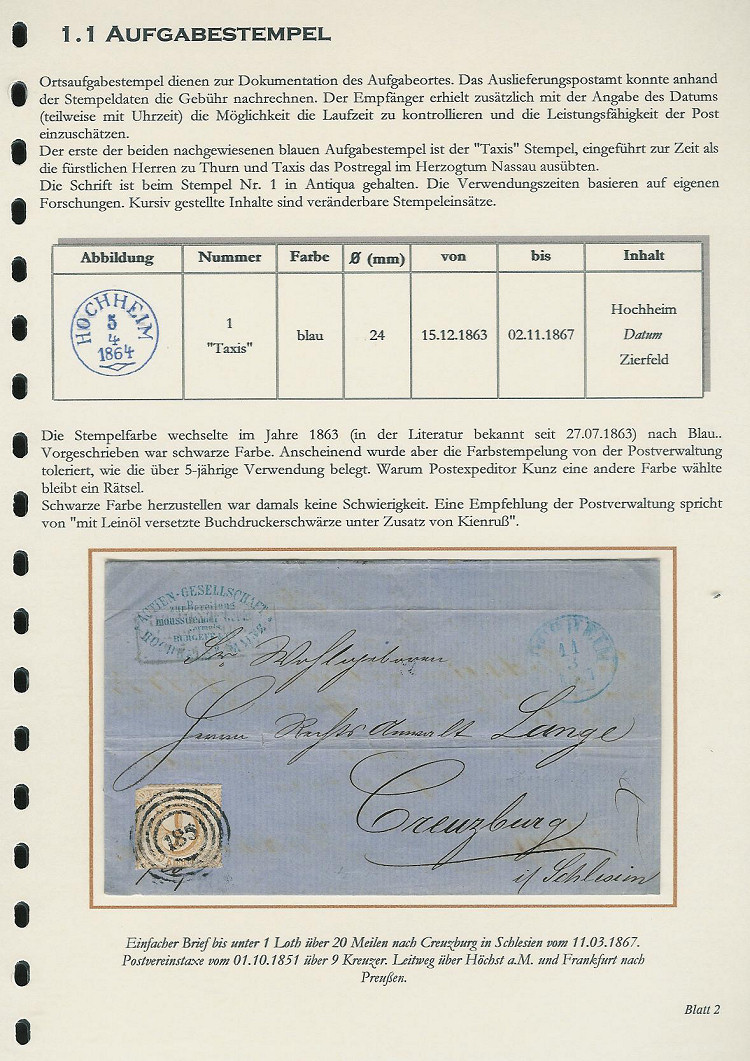 1.1 AUFGABESTEMPEL
Ortsaufgabestempel dienen zur Dokumentation des Aufgabeortes. Das Auslieferungspostamt konnte anhand
der Stempeldaten die Gebühr nachrechnen. Der Empfänger erhielt zusätzlich mit der Angabe des Datums
(teilweise mit Uhrzeit) die Möglichkeit die Laufzeit zu kontrollieren und die Leistungsfähigkeit der Post
einzuschätzen.
Der erste der beiden nachgewiesenen blauen Aufgabestempel ist der "Taxis" Stempel, eingeführt zur Zeit als
die fürstlichen Herren zu Thurn und Taxis das Postregal im Herzogtum Nassau ausübten.
Die Schrift ist beim Stempel Nr. 1 in Antiqua gehalten. Die Verwendungszeiten basieren auf eigenen
Forschungen. Kursiv gestellte Inhalte sind veränderbare Stempeleinsätze.
Abbildung Nummer Farbe Ø (mm) von bis Inhalt
HOCHHEIM
5
4
1864
1
"Taxis"
blau
24
15.12.1863
02.11.1867
Hochheim
Datum
Zierfeld
Die Stempelfarbe wechselte im Jahre 1863 (in der Literatur bekannt seit 27.07.1863) nach Blau..
Vorgeschrieben war schwarze Farbe. Anscheinend wurde aber die Farbstempelung von der Postverwaltung
toleriert, wie die über 5-jährige Verwendung belegt. Warum Postexpeditor Kunz eine andere Farbe wählte
bleibt ein Rätsel.
Schwarze Farbe herzustellen war damals keine Schwierigkeit. Eine Empfehlung der Postverwaltung spricht
von "mit Leinöl versetzte Buchdruckerschwärze unter Zusatz von Kienruß".
ACTIEN-GESELLSCHAFT
zur Bereitung
11
3
Wohlgeboren
Herrn Rechts Anwalt Lange
Creuzburg
i/ Schlesien
185
Einfacher Brief bis unter 1 Loth über 20 Meilen nach Creuzburg in Schlesien vom 11.03.1867.
Postvereinstaxe vom 01.10.1851 über 9 Kreuzer. Leitweg über Höchst a.M. und Frankfurt nach
Preußen.
Blatt 2